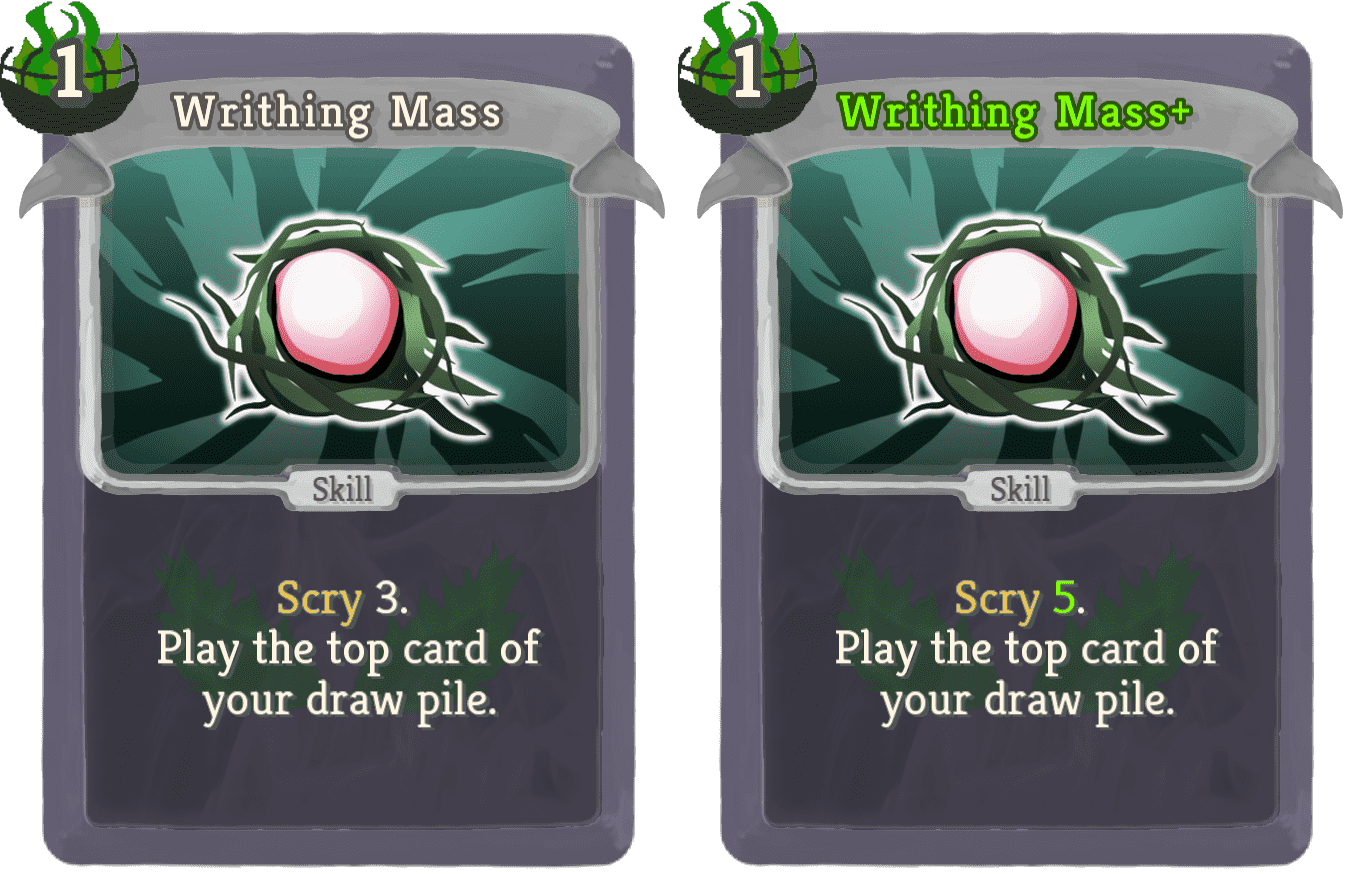 1
Writhing Mass
Skill
Scry 3.
Play the top card of
your draw pile.
1
Writhing Mass+
Skill
Scry 5.
Play the top card of
your draw pile.